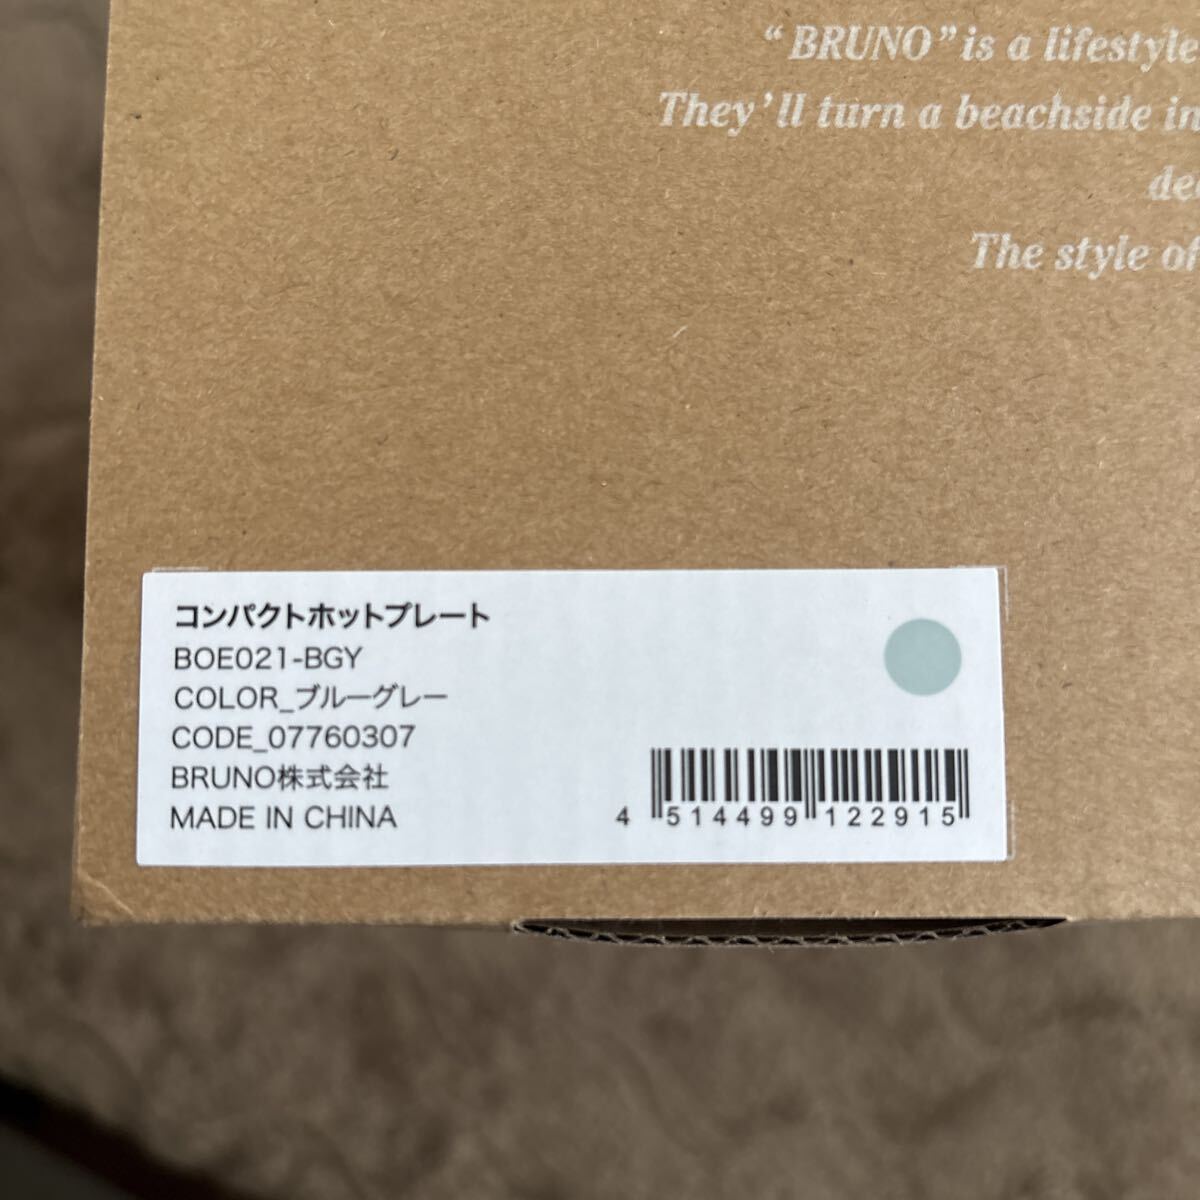 “BRUNO” is a lifestyle
They’ll turn a beachside in
de
The style of
コンパクトホットプレート
BOE021-BGY
COLOR_ブルーグレー
CODE_07760307
BRUNO株式会社
MADE IN CHINA
4 514499 122915